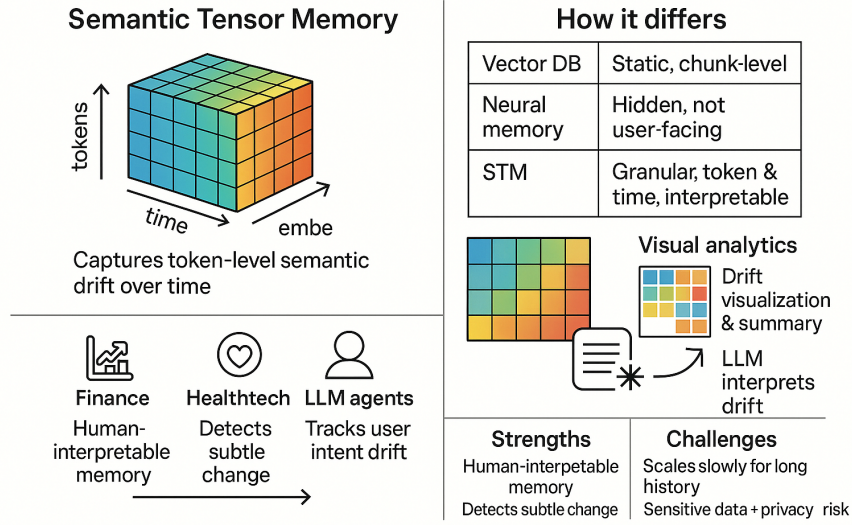 Semantic Tensor Memory
tokens
time
embe
Captures token-level semantic
drift over time
Finance
Human-
interpretable
memory
Healthtech
Detects
subtle
change
LLM agents
Tracks user
intent drift
How it differs
Vector DB
Static, chunk-level
Neural
memory
Hidden, not
user-facing
STM
Granular, token &
time, interpretable
Visual analytics
Drift
visualization
& summary
LLM
interprets
drift
Strengths
Human-interpetable
memory
Detects subtle change
Challenges
Scales slowly for long
history
Sensitive data + privacy risk